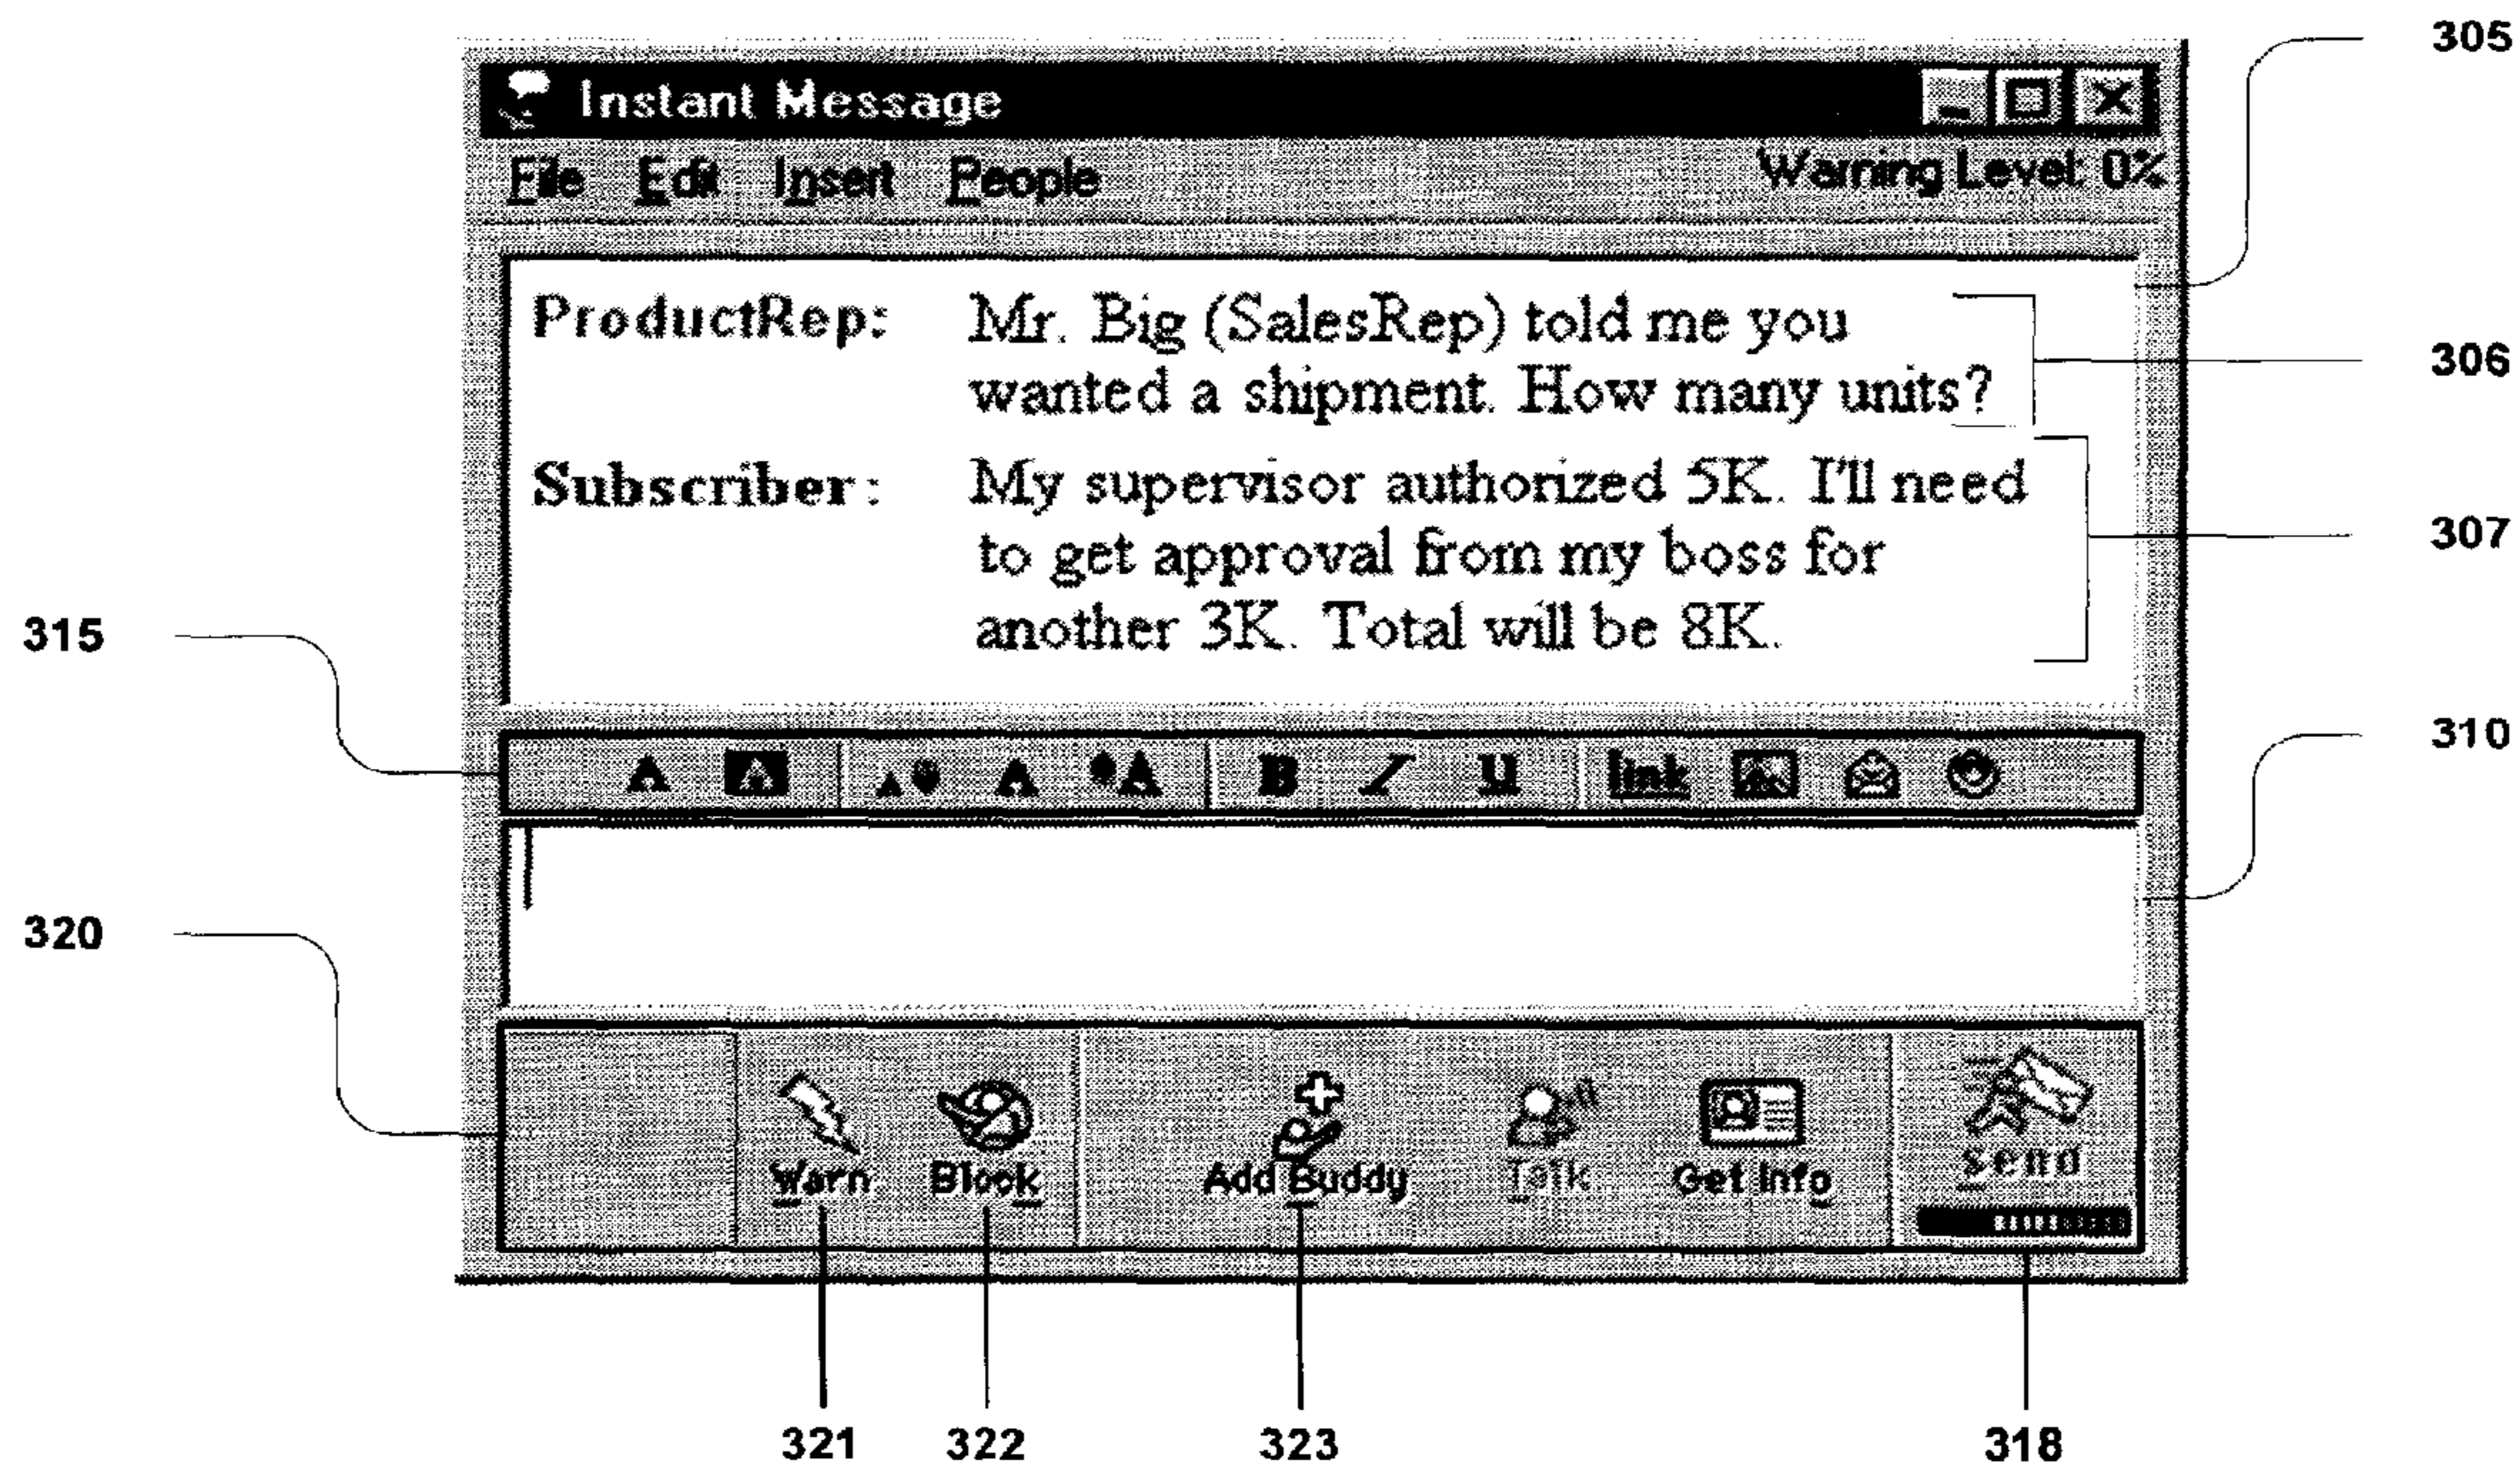 305
Instant Message
File Edit Insert People Warning Level: 0%
ProductRep: Mr. Big (SalesRep) told me you
wanted a shipment. How many units?
306
Subscriber: My supervisor authorized 5K. I'll need
to get approval from my boss for
another 3K. Total will be 8K.
307
315
A A A A A B I U link
310
320
Warn Block Add Buddy Talk Get Info Send
321 322 323 318